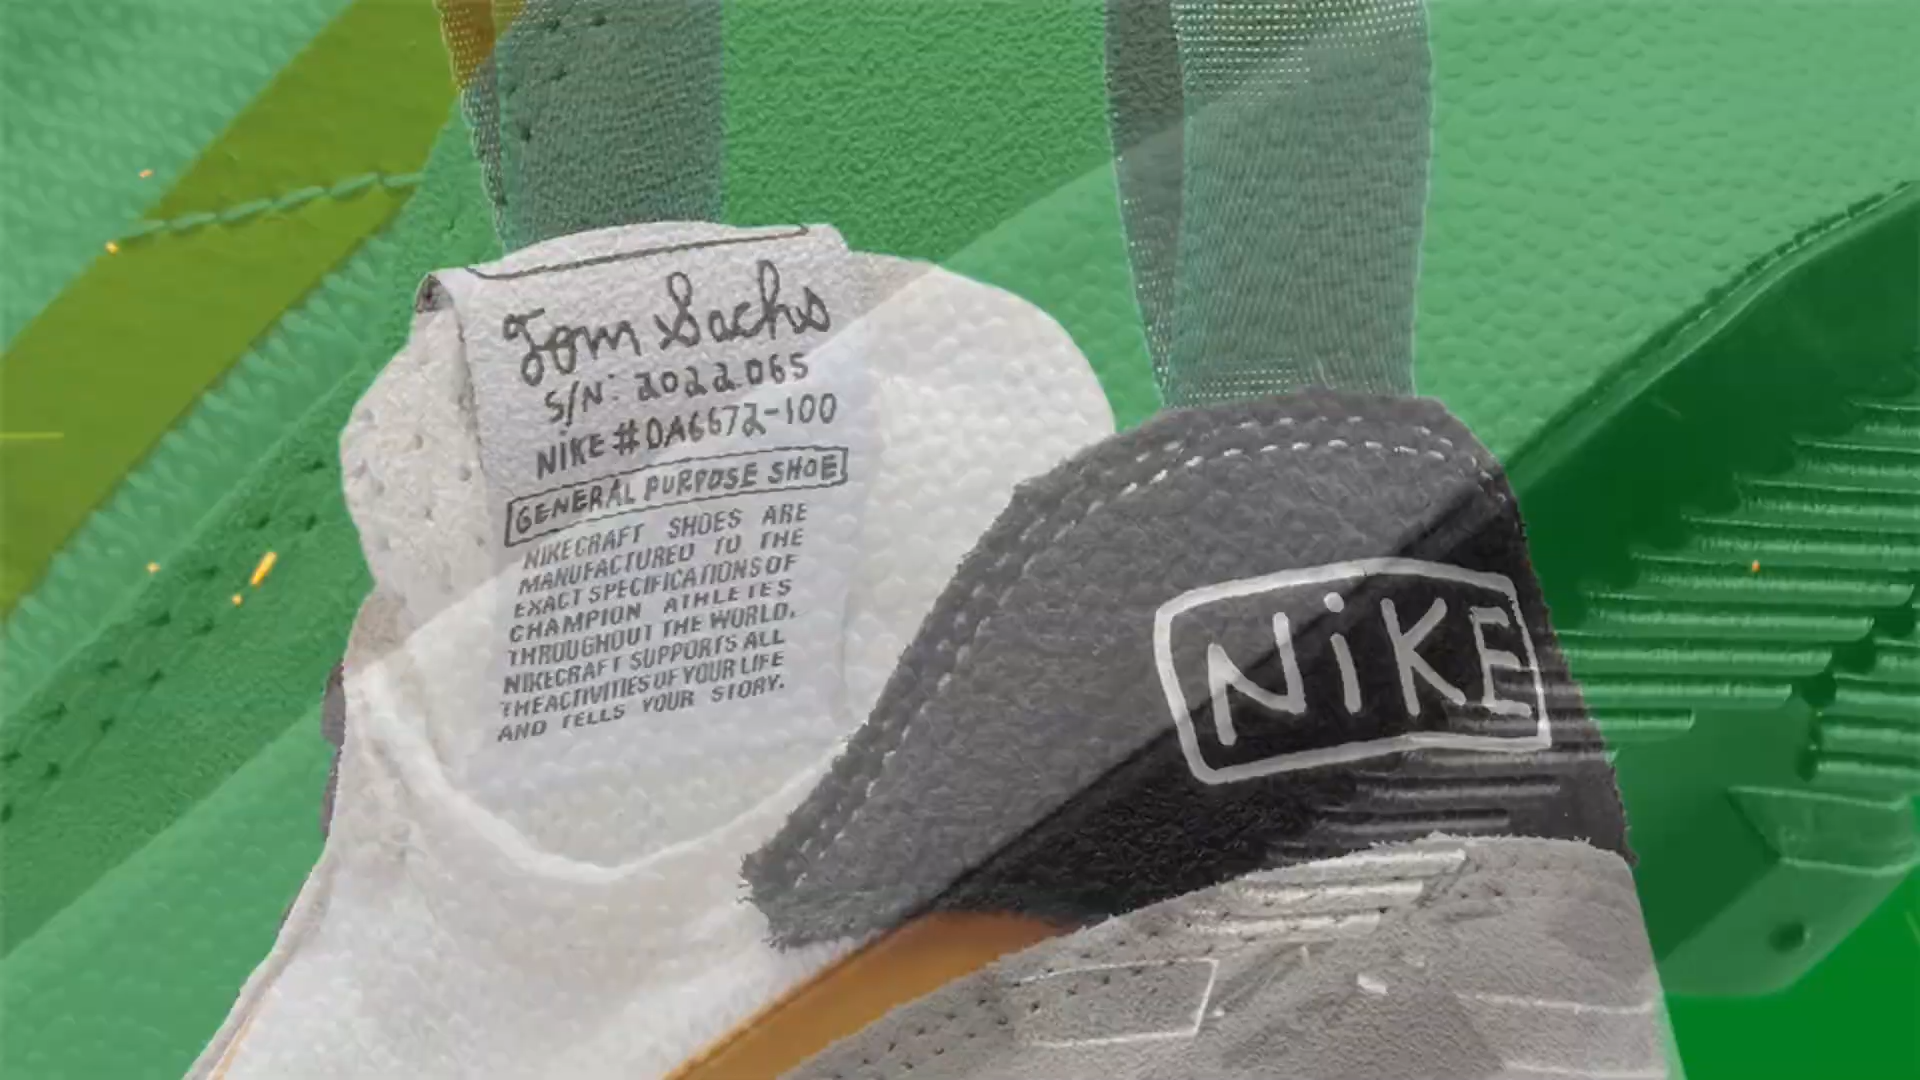 Tom Sachs
S/N: 2022.065
NiKE #DA6672-100
GENERAL PURPOSE SHOE
NIKECRAFT SHOES ARE
MANUFACTURED TO THE
EXACT SPECIFICATIONS OF
CHAMPION ATHLETES
THROUGHOUT THE WORLD.
NIKECRAFT SUPPORTS ALL
THE ACTIVITIES OF YOUR LIFE
AND TELLS YOUR STORY.
NiKE